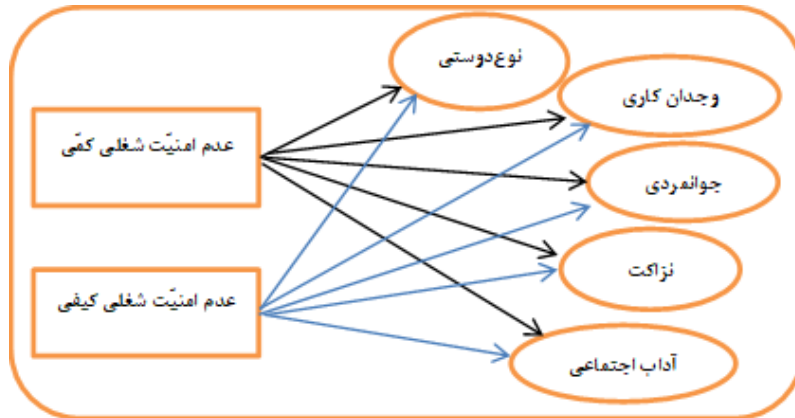 نوع‌دوستی
وجدان کاری
عدم امنیّت شغلی کمّی
جوانمردی
نزاکت
عدم امنیّت شغلی کیفی
آداب اجتماعی